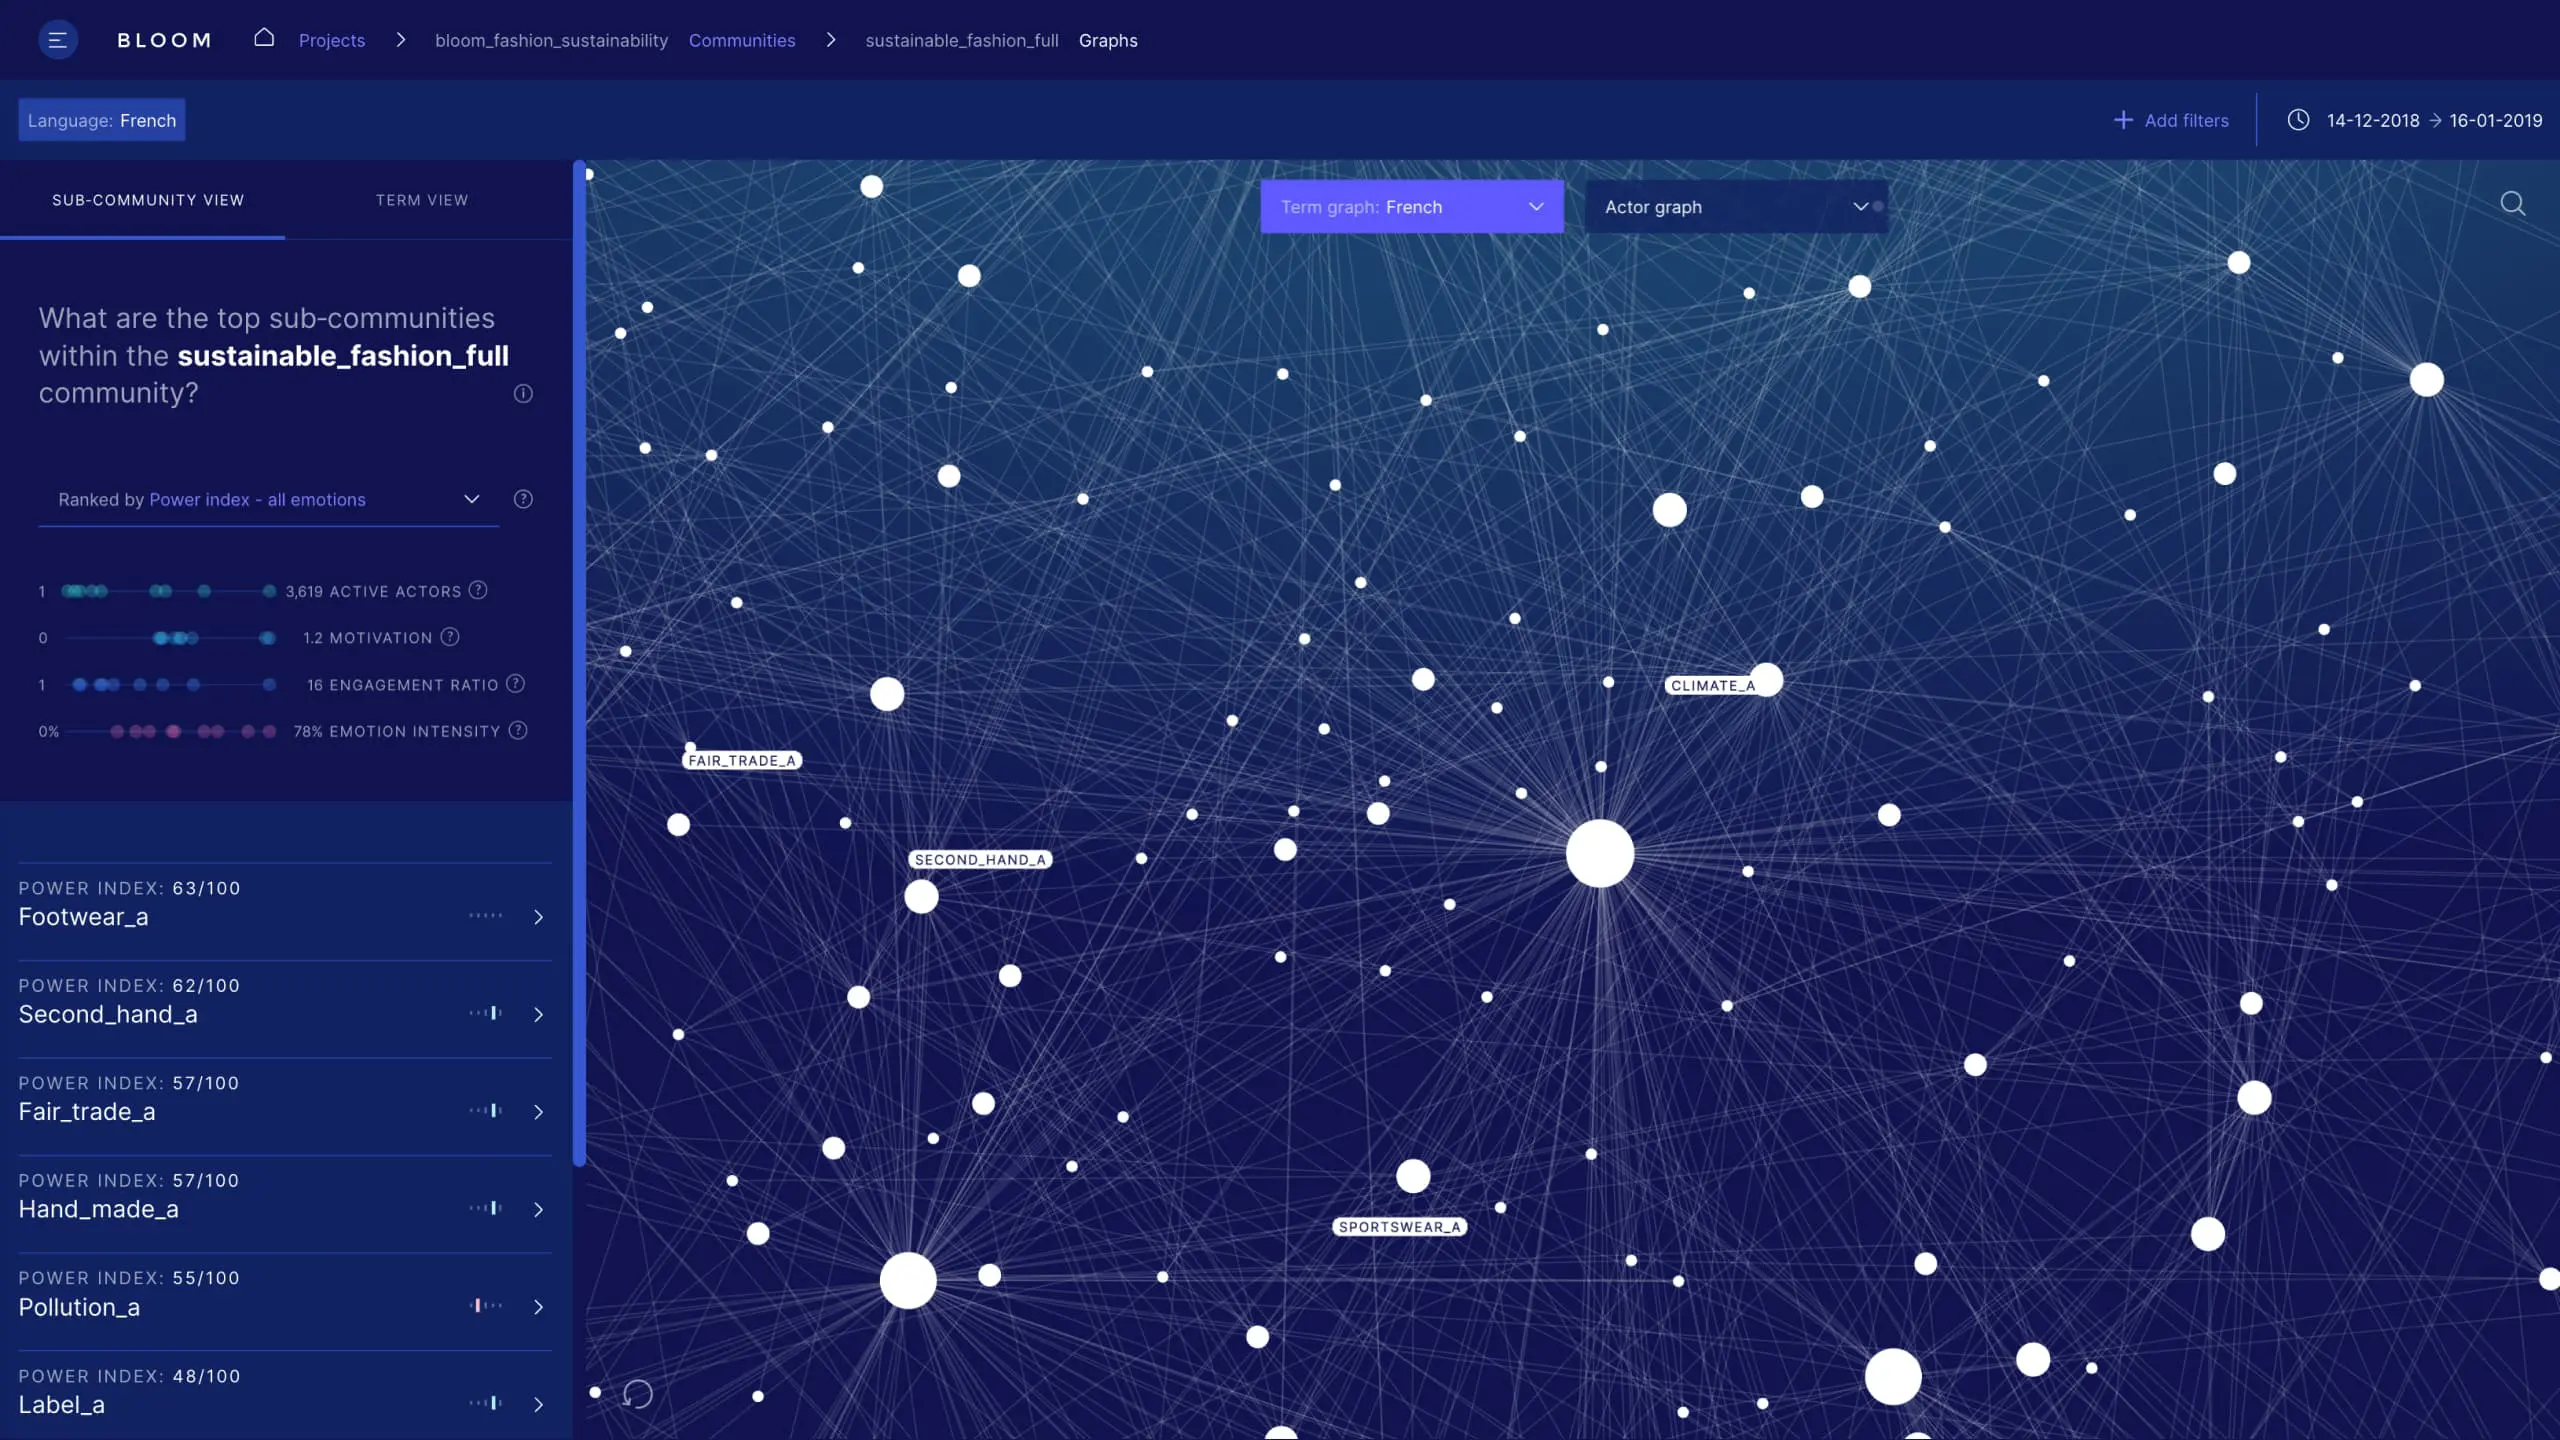 BLOOM Projects bloom_fashion_sustainability Communities sustainable_fashion_full Graphs
Language: French
Add filters 14-12-2018 → 16-01-2019
SUB-COMMUNITY VIEW TERM VIEW
Term graph: French Actor graph
What are the top sub-communities
within the sustainable_fashion_full
community?
Ranked by Power index - all emotions
1 3,619 ACTIVE ACTORS
0 1.2 MOTIVATION
1 16 ENGAGEMENT RATIO
0% 78% EMOTION INTENSITY
POWER INDEX: 63/100
Footwear_a
POWER INDEX: 62/100
Second_hand_a
POWER INDEX: 57/100
Fair_trade_a
POWER INDEX: 57/100
Hand_made_a
POWER INDEX: 55/100
Pollution_a
POWER INDEX: 48/100
Label_a
CLIMATE_A
FAIR_TRADE_A
SECOND_HAND_A
SPORTSWEAR_A